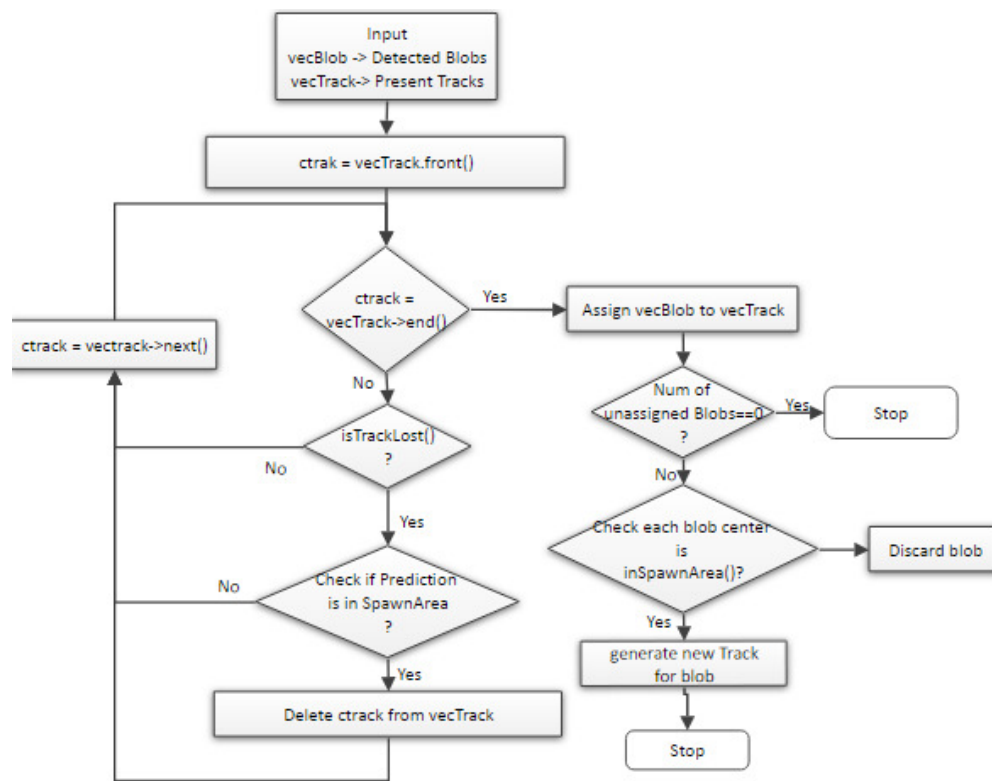 Input
vecBlob -> Detected Blobs
vecTrack-> Present Tracks
ctrak = vecTrack.front()
ctrack =
vecTrack->end()
Yes
Assign vecBlob to vecTrack
ctrack = vectrack->next()
No
Num of
unassigned Blobs==0
?
Yes
Stop
isTrackLost()
?
No
No
Check each blob center
is
inSpawnArea()?
Discard blob
Yes
Check if Prediction
is in SpawnArea
?
No
Yes
generate new Track
for blob
Yes
Delete ctrack from vecTrack
Stop